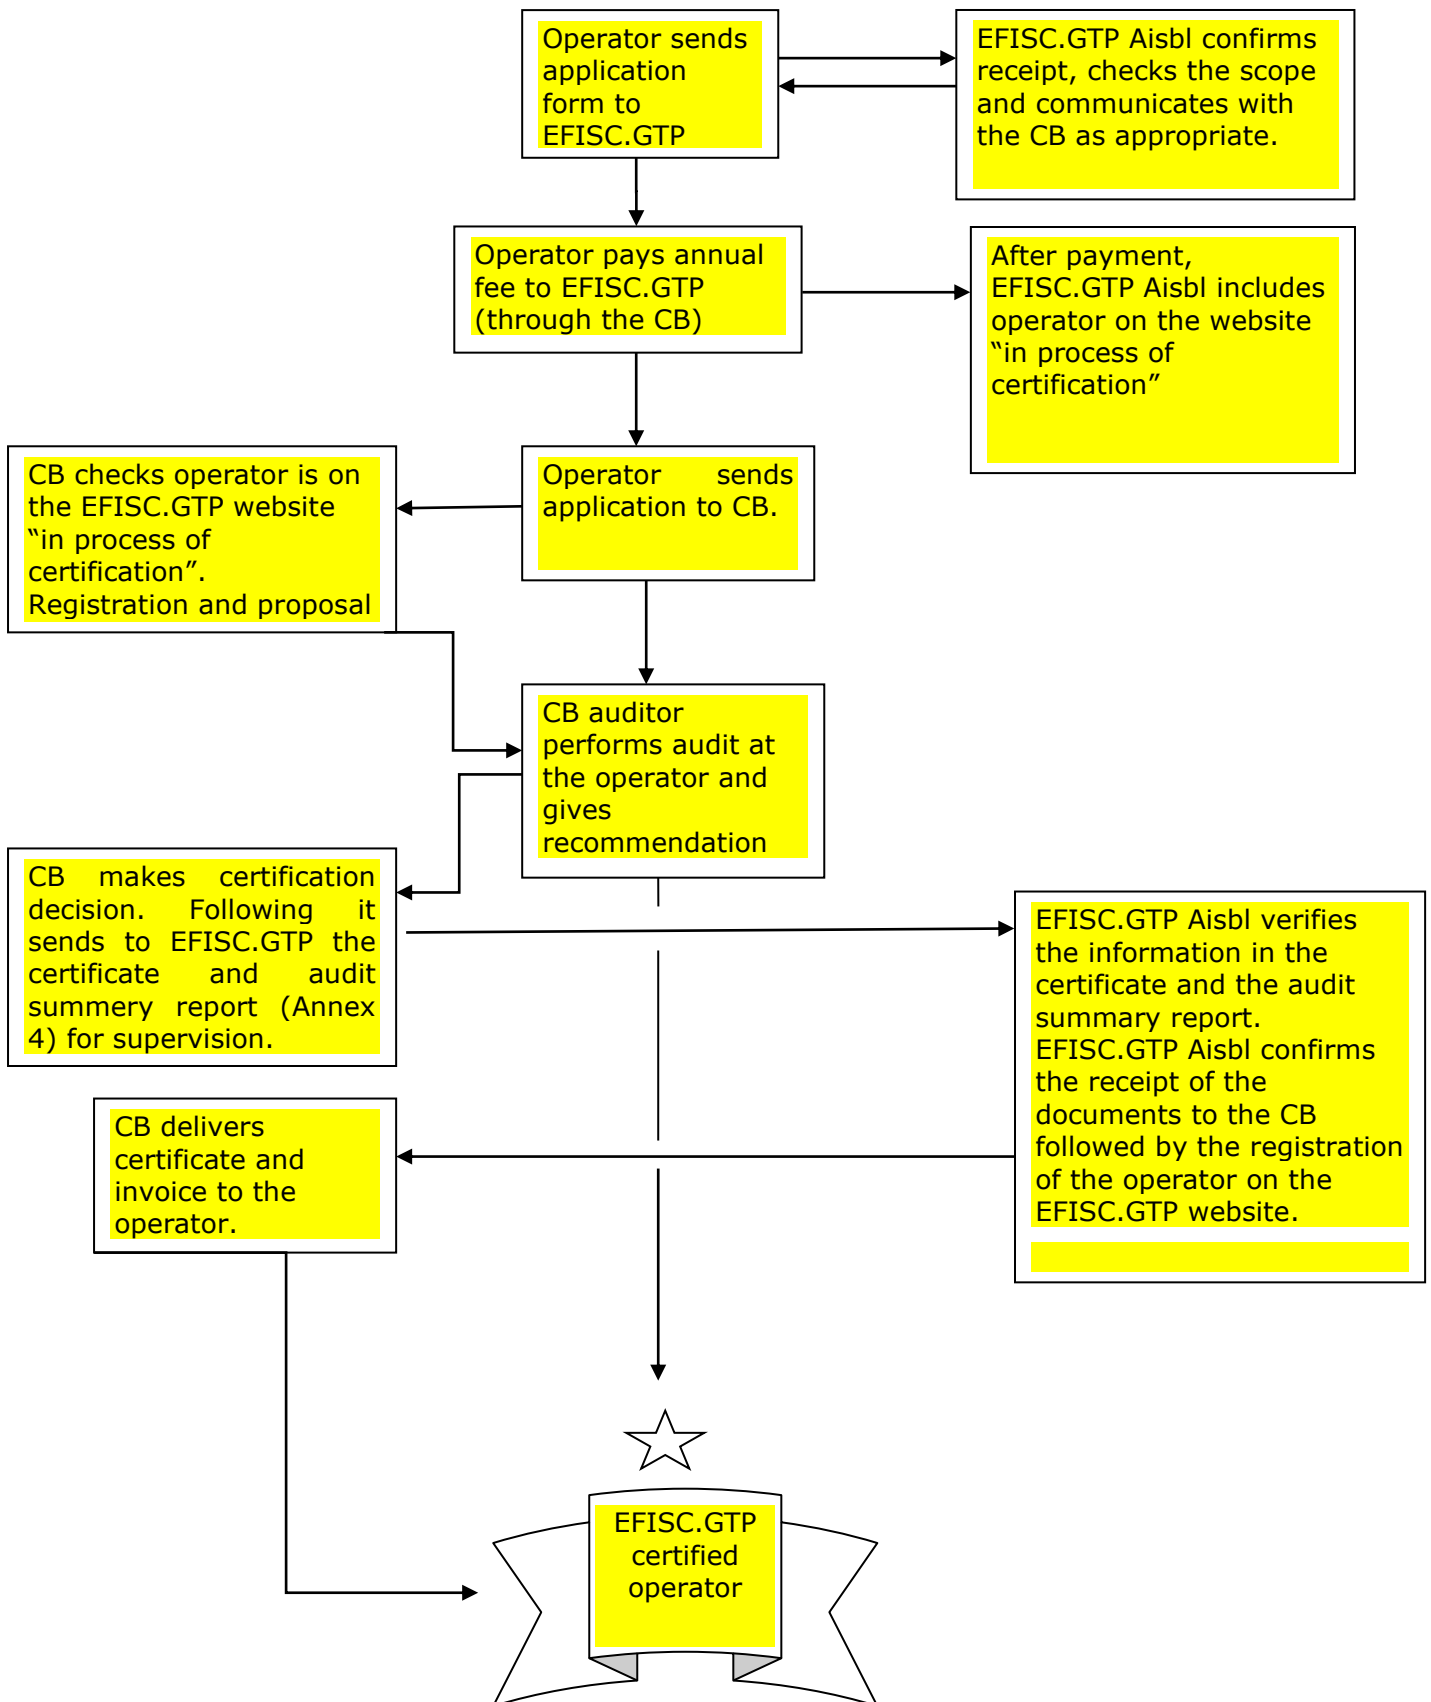 Operator sends
application
form to
EFISC.GTP
EFISC.GTP Aisbl confirms
receipt, checks the scope
and communicates with
the CB as appropriate.
Operator pays annual
fee to EFISC.GTP
(through the CB)
After payment,
EFISC.GTP Aisbl includes
operator on the website
“in process of
certification”
CB checks operator is on
the EFISC.GTP website
“in process of
certification”.
Registration and proposal
Operator sends
application to CB.
CB auditor
performs audit at
the operator and
gives
recommendation
CB makes certification
decision. Following it
sends to EFISC.GTP the
certificate and audit
summery report (Annex
4) for supervision.
EFISC.GTP Aisbl verifies
the information in the
certificate and the audit
summary report.
EFISC.GTP Aisbl confirms
the receipt of the
documents to the CB
followed by the registration
of the operator on the
EFISC.GTP website.
CB delivers
certificate and
invoice to the
operator.
EFISC.GTP
certified
operator